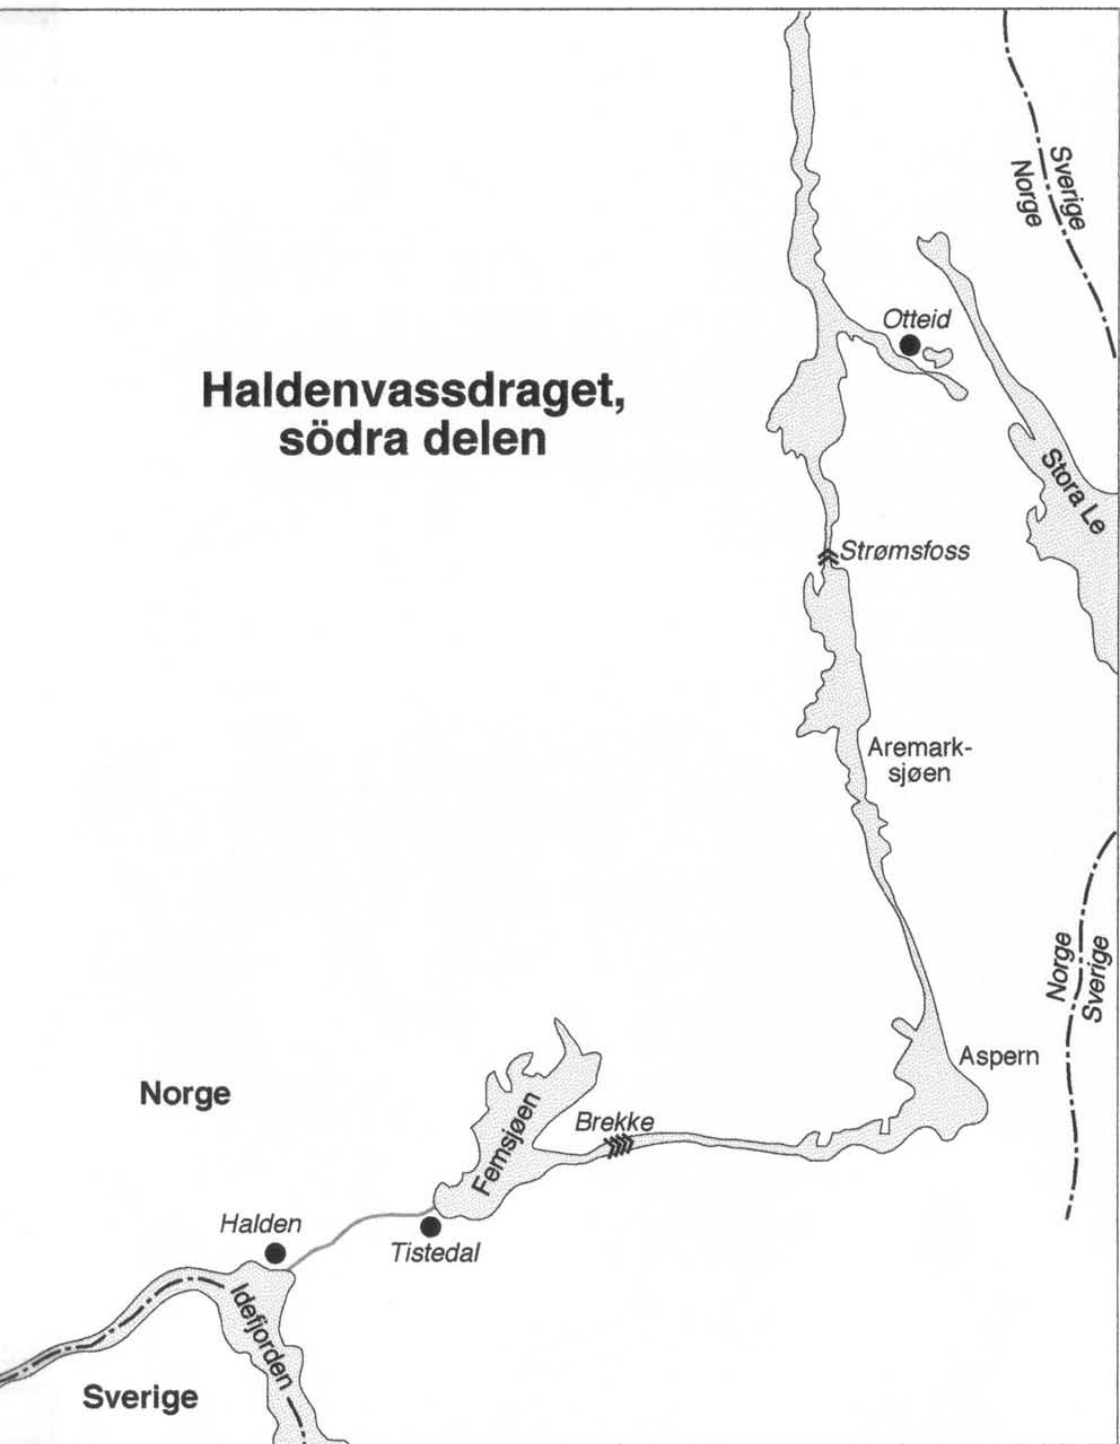 Sverige
Norge
Otteid
Haldenvassdraget,
södra delen
Stora Le
Strømsfoss
Aremark-
sjøen
Norge
Sverige
Aspern
Norge
Brekke
Femsjøen
Halden
Tistedal
Idefjorden
Sverige